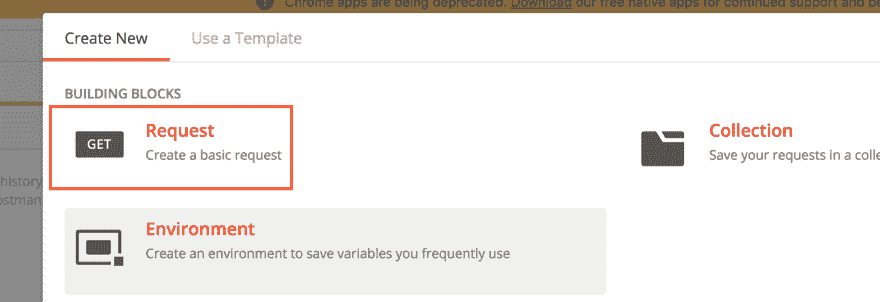 Chrome apps are being deprecated. Download our free native apps for continued support and be
Create New
Use a Template
BUILDING BLOCKS
GET
Request
Create a basic request
Collection
Save your requests in a colle
history
ostman
Environment
Create an environment to save variables you frequently use